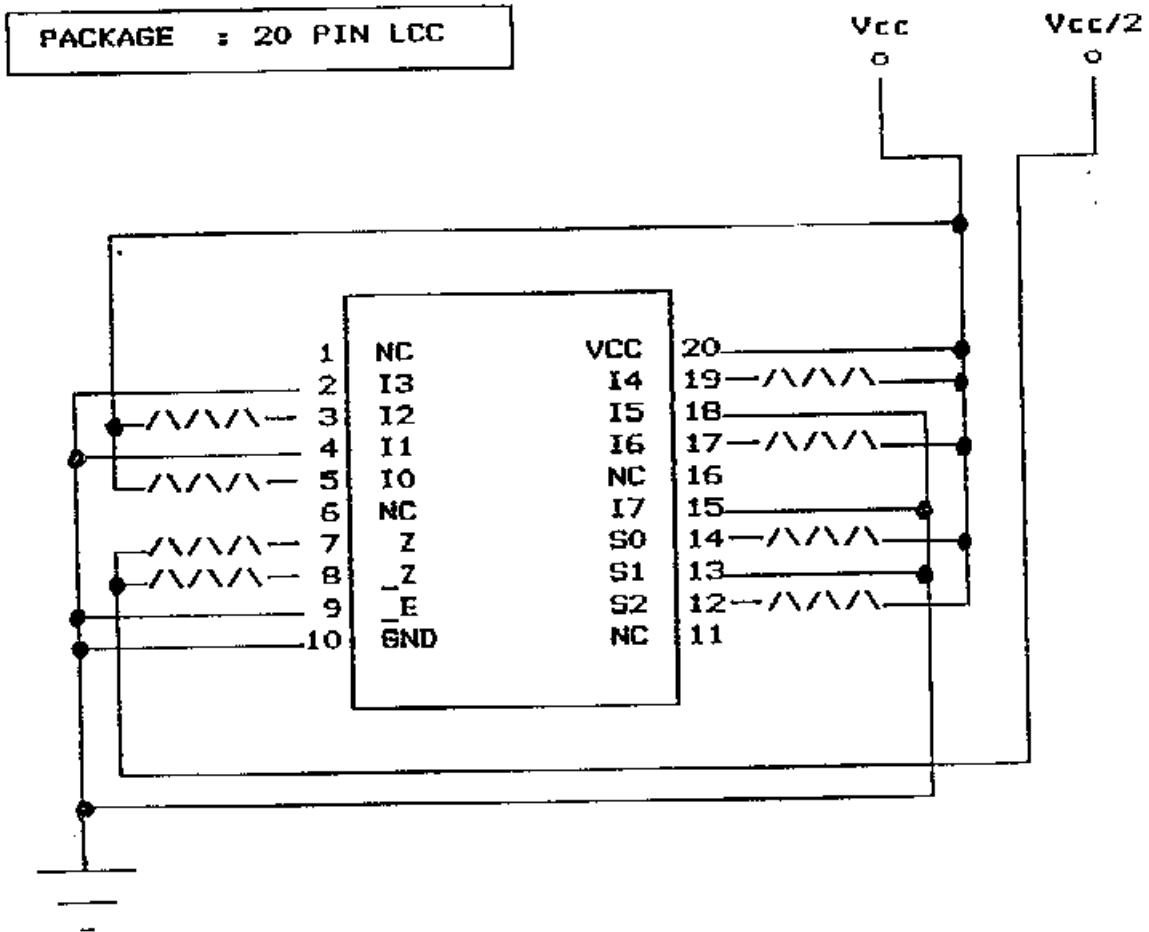 PACKAGE : 20 PIN LCC
Vcc Vcc/2
1 NC VCC 20
2 I3 I4 19
3 I2 I5 18
4 I1 I6 17
5 I0 NC 16
6 NC I7 15
7 Z S0 14
8 _Z S1 13
9 _E S2 12
10 GND NC 11